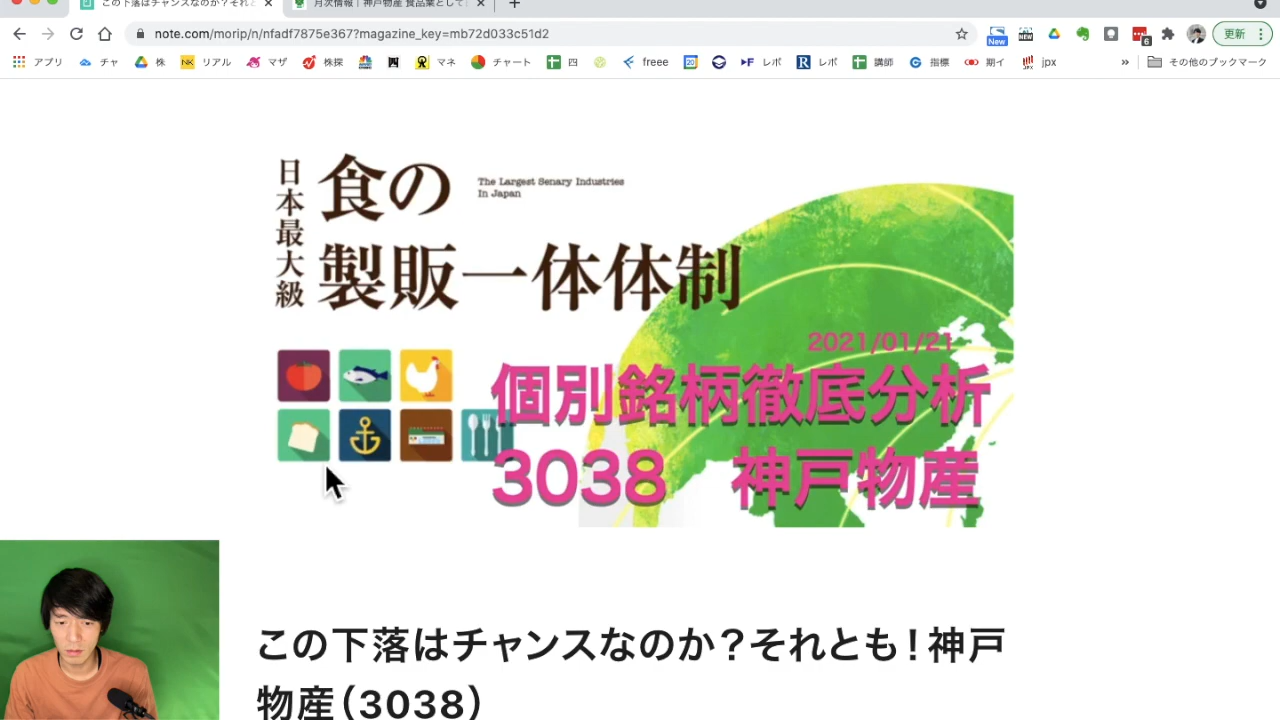 この下落はチャンスなのか？それと
月次情報｜神戸物産 食品業として
note.com/morip/n/nfadf7875e367?magazine_key=mb72d033c51d2
New
NEW
6
更新
アプリ
チャ
株
NK
リアル
マザ
株探
マネ
チャート
四
freee
20
レポ
R
レポ
講師
指標
期イ
jpx
»
その他のブックマーク
日本最大級
食の
製販一体体制
The Largest Senary Industries
In Japan
2021/01/21
個別銘柄徹底分析
3038 神戸物産
この下落はチャンスなのか？それとも！神戸
物産（3038）